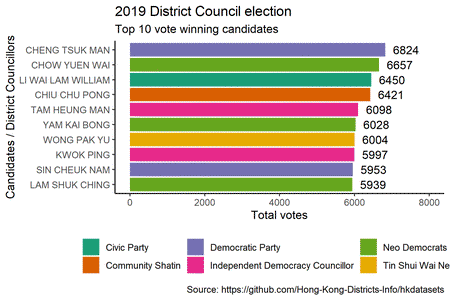 2019 District Council election
Top 10 vote winning candidates
Candidates / District Councillors
CHENG TSUK MAN 6824
CHOW YUEN WAI 6657
LI WAI LAM WILLIAM 6450
CHIU CHU PONG 6421
TAM HEUNG MAN 6098
YAM KAI BONG 6028
WONG PAK YU 6004
KWOK PING 5997
SIN CHEUK NAM 5953
LAM SHUK CHING 5939
0 2000 4000 6000 8000
Total votes
Civic Party Democratic Party Neo Democrats
Community Shatin Independent Democracy Councillor Tin Shui Wai Ne
Source: https://github.com/Hong-Kong-Districts-Info/hkdatasets